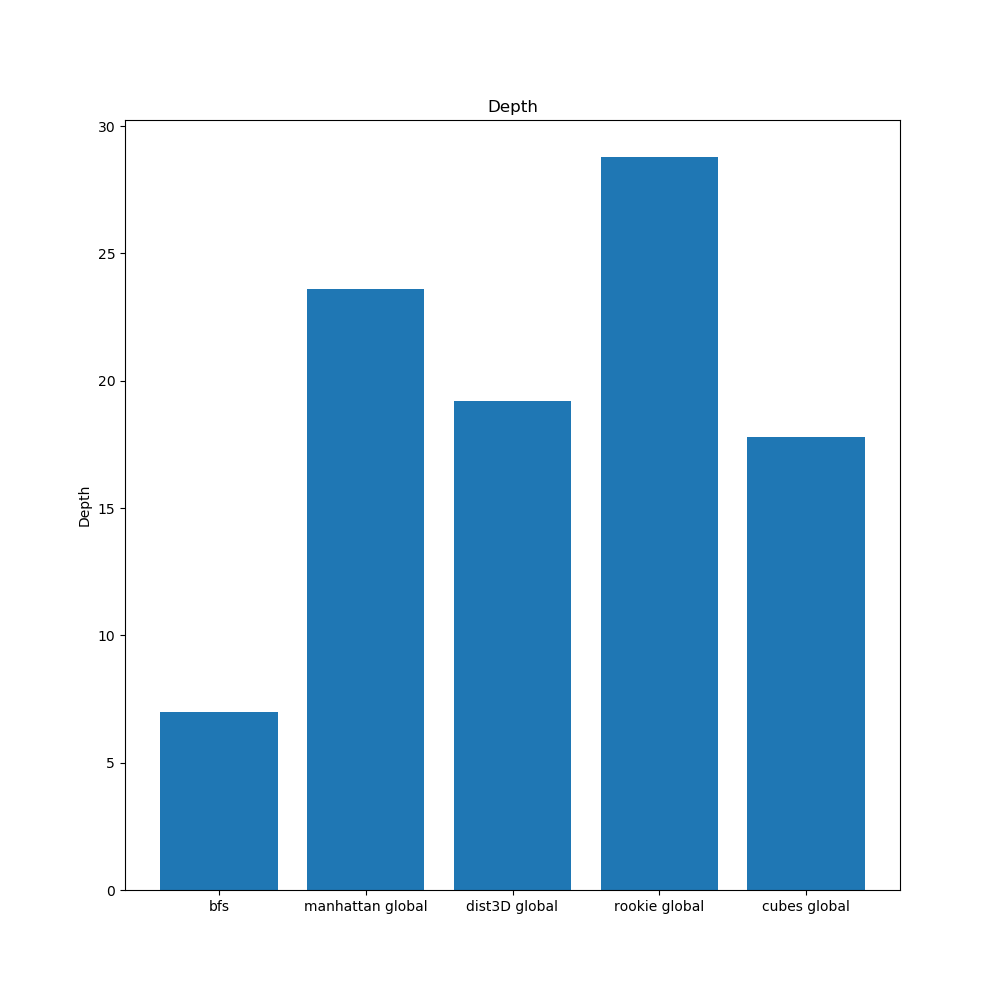 Depth
30
25
20
15
10
5
0
Depth
bfs
manhattan global
dist3D global
rookie global
cubes global